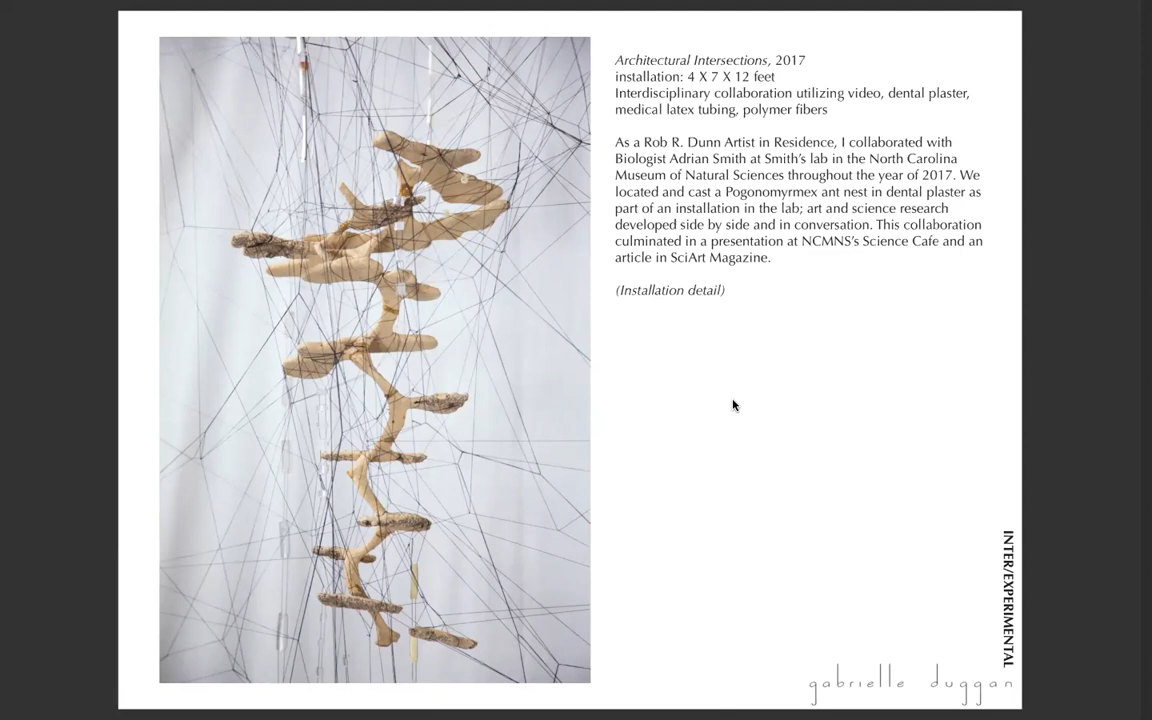 Architectural Intersections, 2017
installation: 4 X 7 X 12 feet
Interdisciplinary collaboration utilizing video, dental plaster,
medical latex tubing, polymer fibers
As a Rob R. Dunn Artist in Residence, I collaborated with
Biologist Adrian Smith at Smith's lab in the North Carolina
Museum of Natural Sciences throughout the year of 2017. We
located and cast a Pogonomyrmex ant nest in dental plaster as
part of an installation in the lab; art and science research
developed side by side and in conversation. This collaboration
culminated in a presentation at NCMNS's Science Cafe and an
article in SciArt Magazine.
(Installation detail)
INTER/EXPERIMENTAL
gabrielle duggan